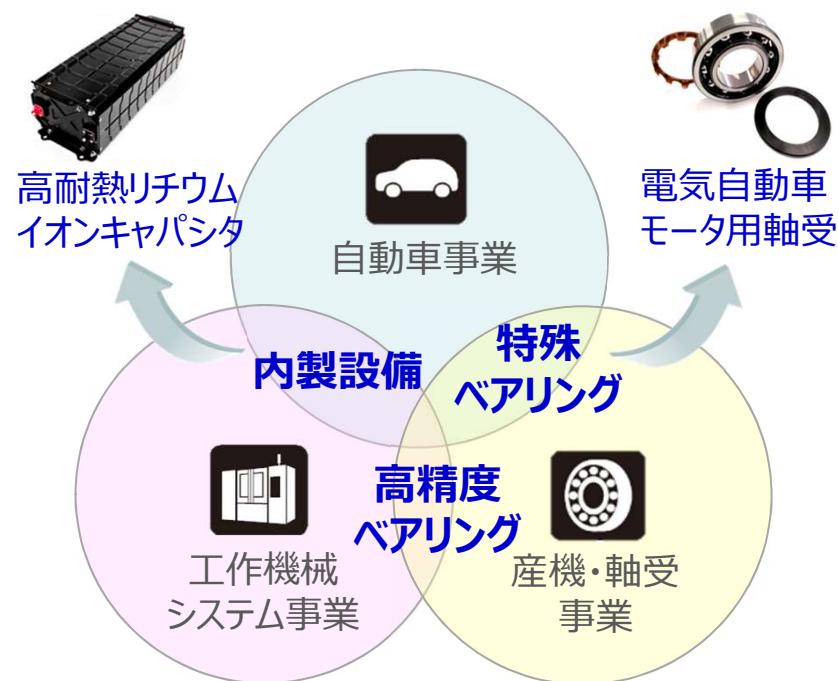 高耐熱リチウム
イオンキャパシタ
電気自動車
モータ用軸受
自動車事業
内製設備
特殊
ベアリング
高精度
ベアリング
工作機械
システム事業
産機・軸受
事業